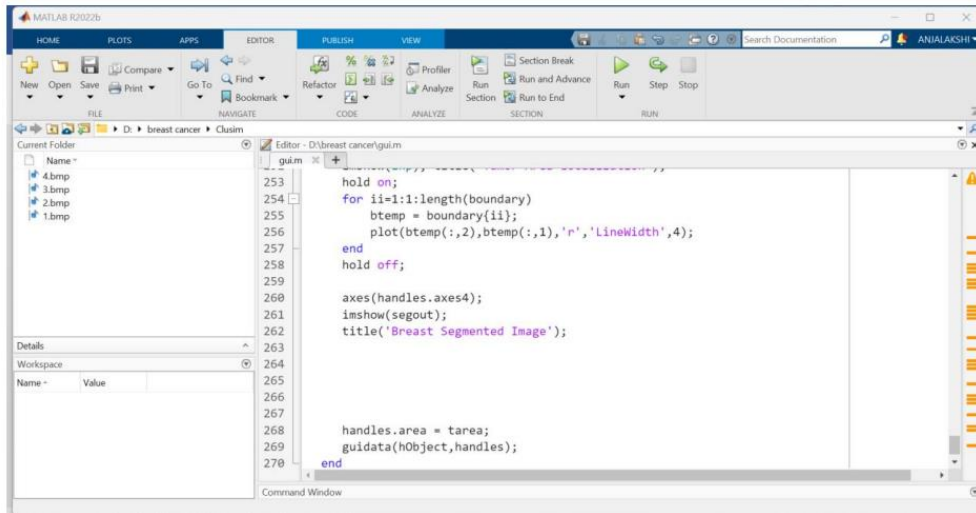 MATLAB R2022b
HOME PLOTS APPS EDITOR PUBLISH VIEW Search Documentation ANJALAKSHI
New Open Save Compare Print Go To Find Bookmark Refactor Profiler Analyze Run Section Section Break Run and Advance Run to End Run Step Stop
FILE NAVIGATE CODE ANALYZE SECTION RUN
D: breast cancer Clusim
Current Folder
Name
4.bmp
3.bmp
2.bmp
1.bmp
Details
Workspace
Name Value
Editor - D:\breast cancer\gui.m
gui.m
253 hold on;
254 for ii=1:1:length(boundary)
255 btemp = boundary{ii};
256 plot(btemp(:,2),btemp(:,1),'r','LineWidth',4);
257 end
258 hold off;
259
260 axes(handles.axes4);
261 imshow(segout);
262 title('Breast Segmented Image');
263
264
265
266
267
268 handles.area = tarea;
269 guidata(hObject,handles);
270 end
Command Window